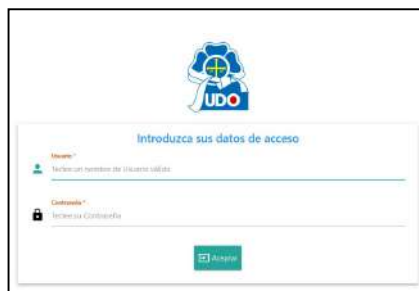 UDO
Introduzca sus datos de acceso
Usuario *
Teclee un nombre de Usuario válido
Contraseña *
Teclee su Contraseña
Aceptar